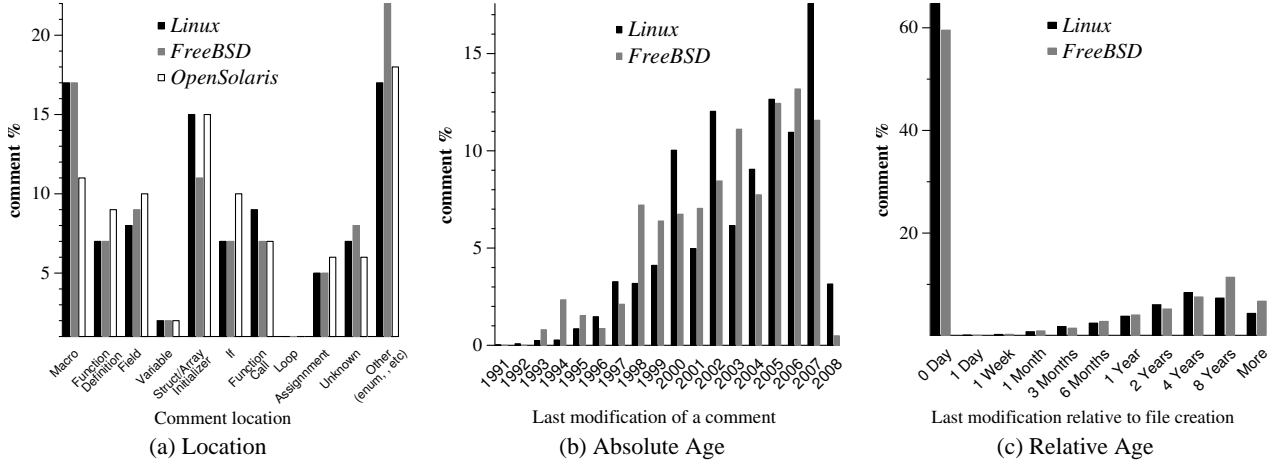 comment %
20
15
10
5
Linux
FreeBSD
OpenSolaris
Macro
Function
Definition
Field
Variable
Struct/Array
Initializer
If
Function
Call
Loop
Assignnment
Unknown
Other
(enum, , etc)
Comment location
(a) Location
comment %
15
10
5
0
Linux
FreeBSD
1991
1992
1993
1994
1995
1996
1997
1998
1999
2000
2001
2002
2003
2004
2005
2006
2007
2008
Last modification of a comment
(b) Absolute Age
comment %
60
40
20
Linux
FreeBSD
0 Day
1 Day
1 Week
1 Month
3 Months
6 Months
1 Year
2 Years
4 Years
8 Years
More
Last modification relative to file creation
(c) Relative Age